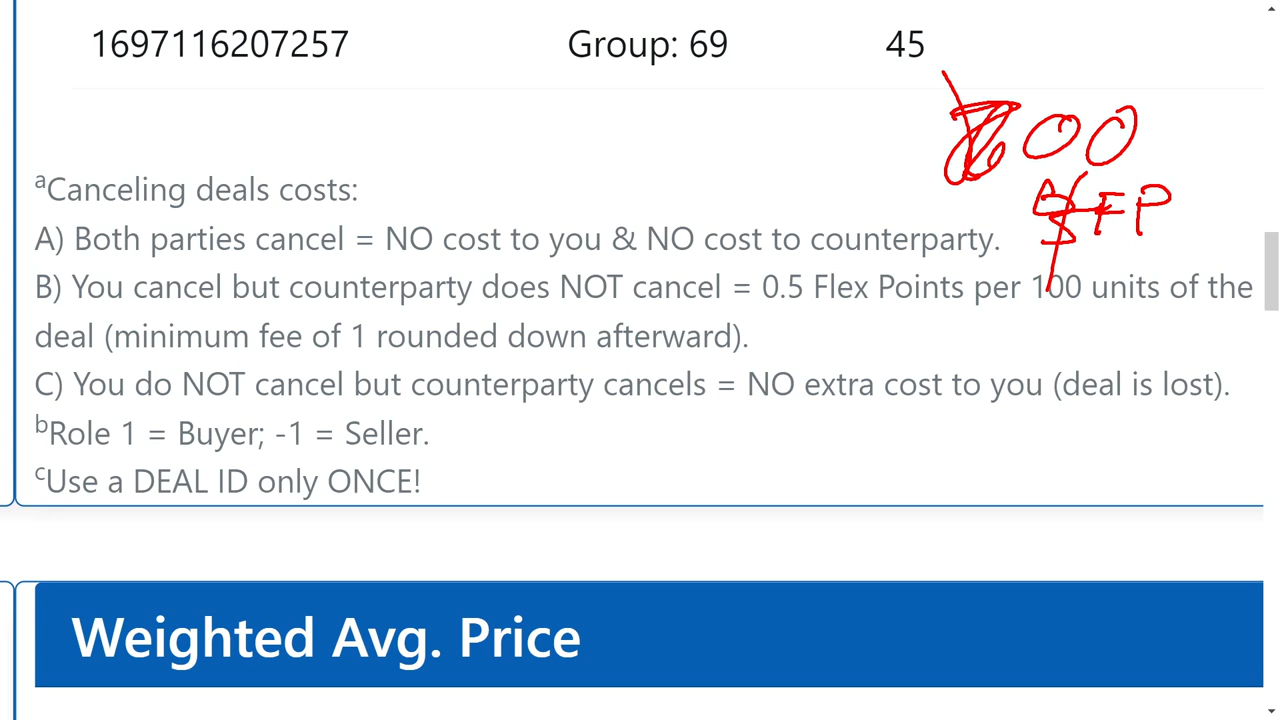 1697116207257 Group: 69 45
00
FP
aCanceling deals costs:
A) Both parties cancel = NO cost to you & NO cost to counterparty.
B) You cancel but counterparty does NOT cancel = 0.5 Flex Points per 100 units of the
deal (minimum fee of 1 rounded down afterward).
C) You do NOT cancel but counterparty cancels = NO extra cost to you (deal is lost).
bRole 1 = Buyer; -1 = Seller.
cUse a DEAL ID only ONCE!
Weighted Avg. Price